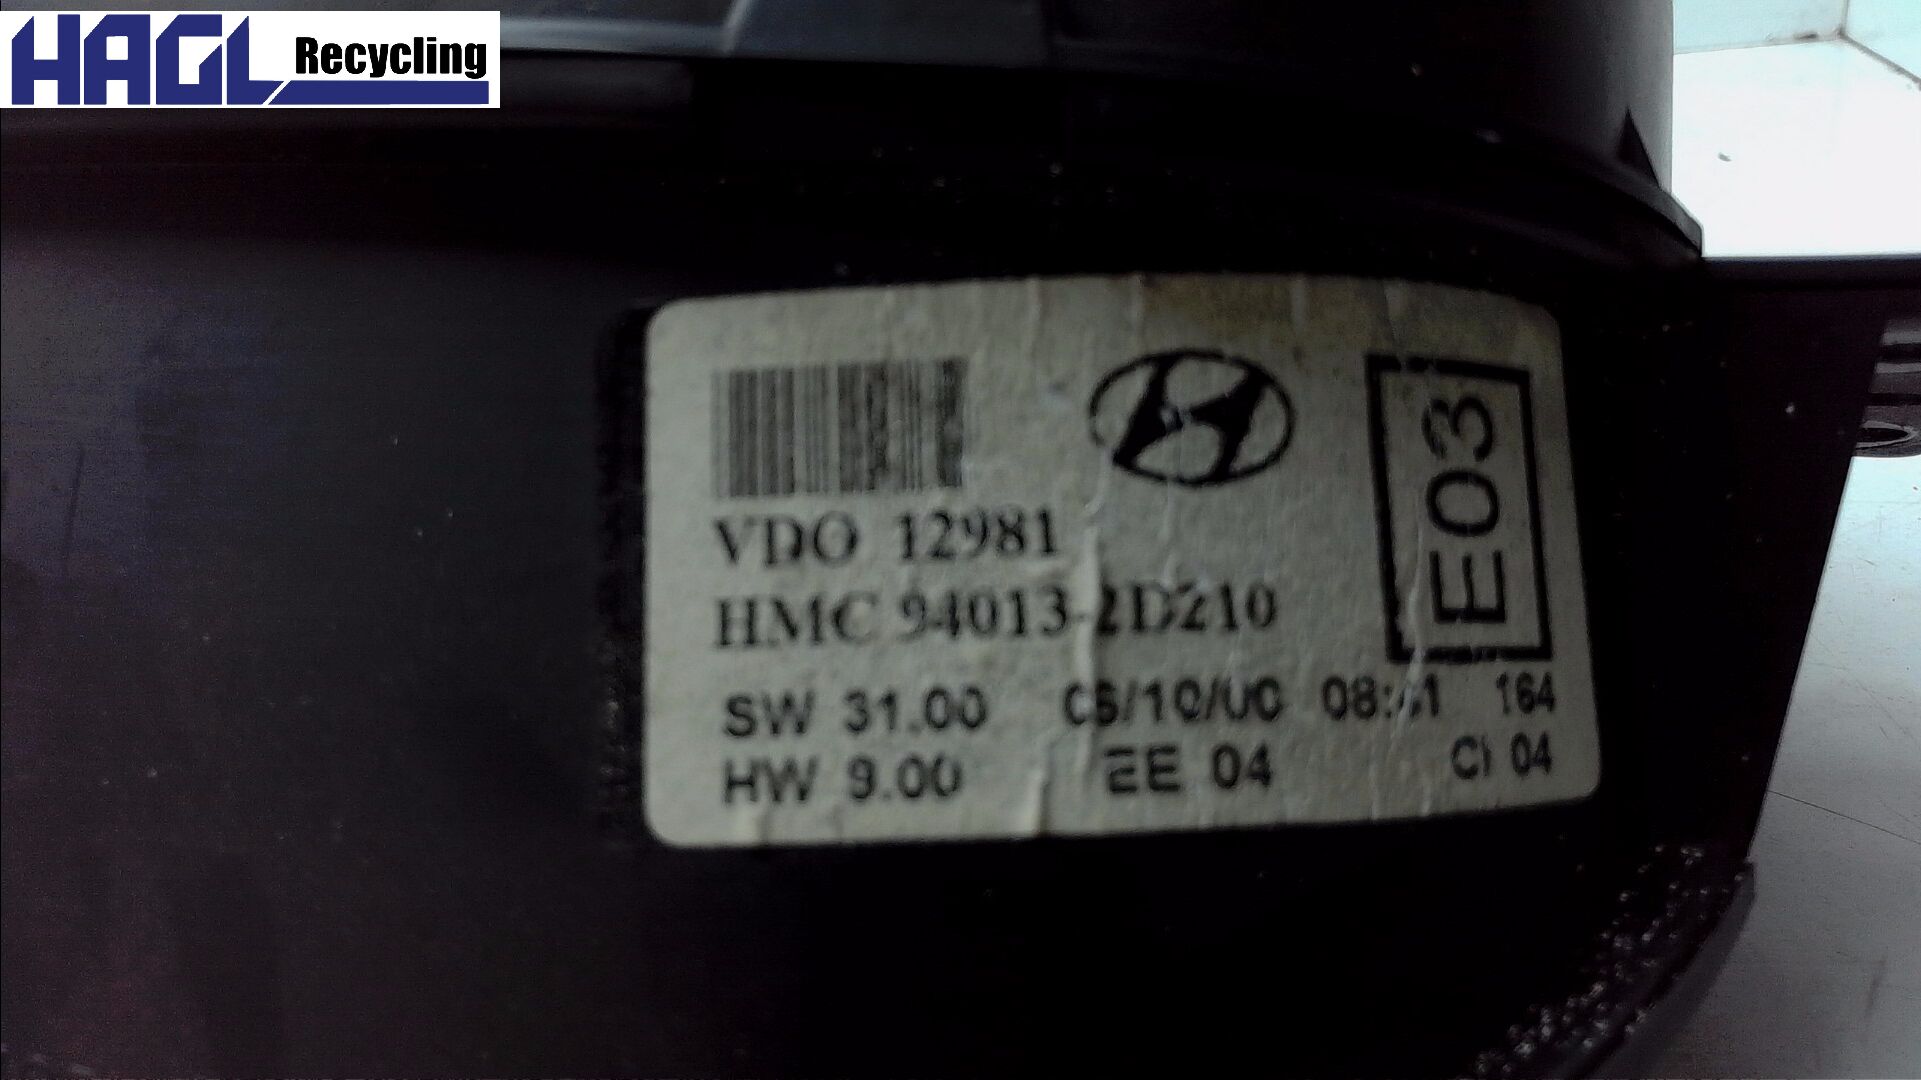 HAGL Recycling
E03
VDO 12981
HMC 94013-2D210
SW 31.00 164
HW 9.00 EE 04 CI 04